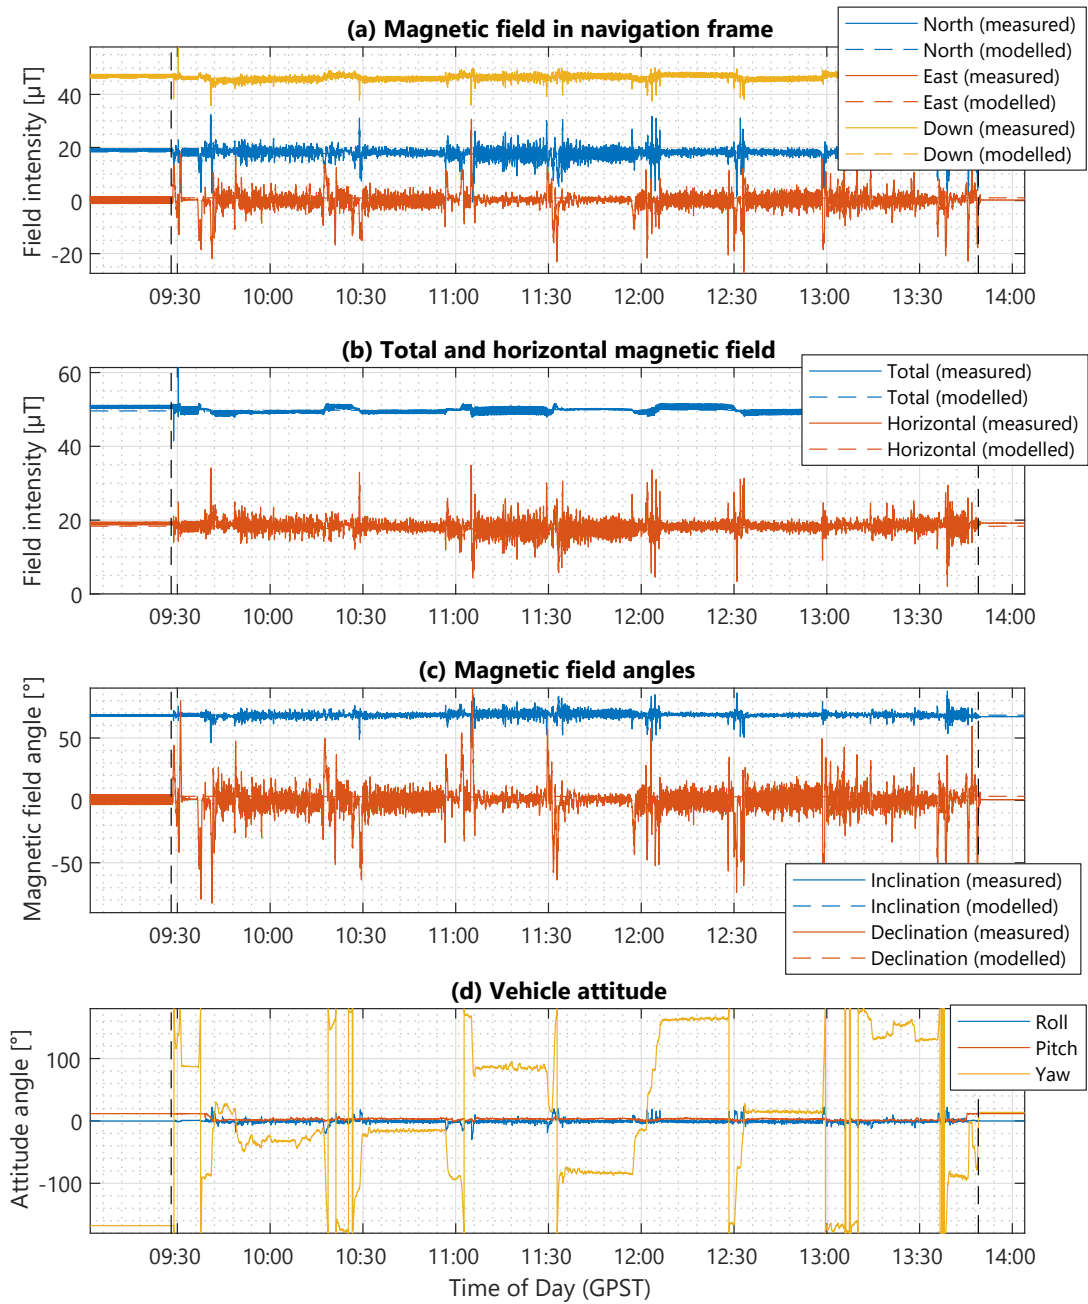 (a) Magnetic field in navigation frame
North (measured)
North (modelled)
East (measured)
East (modelled)
Down (measured)
Down (modelled)
Field intensity [µT]
40
20
0
-20
09:30 10:00 10:30 11:00 11:30 12:00 12:30 13:00 13:30 14:00
(b) Total and horizontal magnetic field
Total (measured)
Total (modelled)
Horizontal (measured)
Horizontal (modelled)
Field intensity [µT]
60
40
20
0
09:30 10:00 10:30 11:00 11:30 12:00 12:30 13:00 13:30 14:00
(c) Magnetic field angles
Magnetic field angle [°]
50
0
-50
Inclination (measured)
Inclination (modelled)
Declination (measured)
Declination (modelled)
09:30 10:00 10:30 11:00 11:30 12:00 12:30
(d) Vehicle attitude
Roll
Pitch
Yaw
Attitude angle [°]
100
0
-100
09:30 10:00 10:30 11:00 11:30 12:00 12:30 13:00 13:30 14:00
Time of Day (GPST)